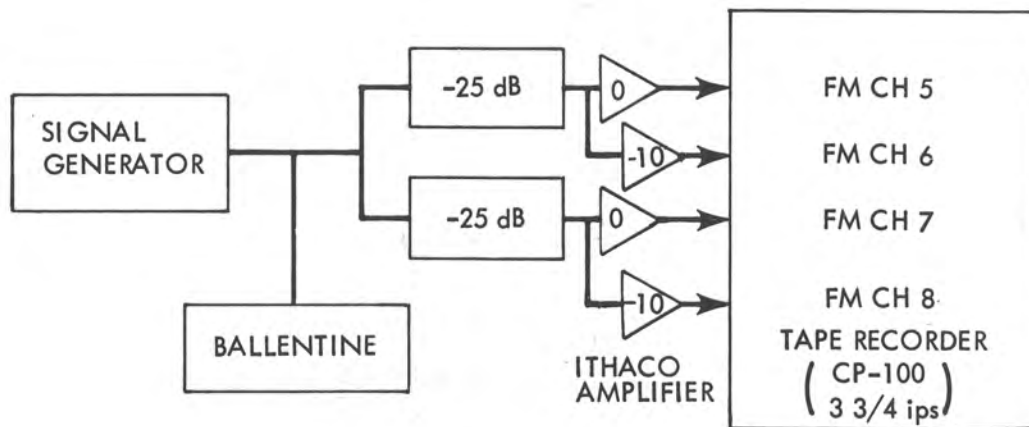 SIGNAL
GENERATOR
BALLENTINE
-25 dB
-25 dB
0
-10
0
-10
ITHACO
AMPLIFIER
FM CH 5
FM CH 6
FM CH 7
FM CH 8
TAPE RECORDER
( CP-100 )
3 3/4 ips